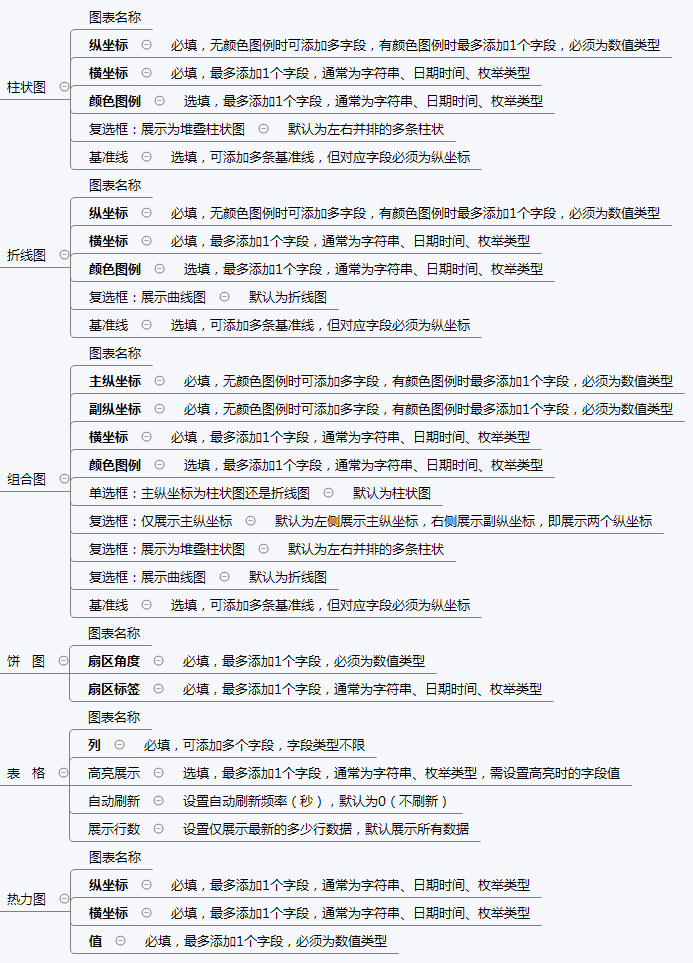 柱状图
图表名称
纵坐标 必填，无颜色图例时可添加多字段，有颜色图例时最多添加1个字段，必须为数值类型
横坐标 必填，最多添加1个字段，通常为字符串、日期时间、枚举类型
颜色图例 选填，最多添加1个字段，通常为字符串、日期时间、枚举类型
复选框：展示为堆叠柱状图 默认为左右并排的多条柱状
基准线 选填，可添加多条基准线，但对应字段必须为纵坐标
折线图
图表名称
纵坐标 必填，无颜色图例时可添加多字段，有颜色图例时最多添加1个字段，必须为数值类型
横坐标 必填，最多添加1个字段，通常为字符串、日期时间、枚举类型
颜色图例 选填，最多添加1个字段，通常为字符串、日期时间、枚举类型
复选框：展示曲线图 默认为折线图
基准线 选填，可添加多条基准线，但对应字段必须为纵坐标
组合图
图表名称
主纵坐标 必填，无颜色图例时可添加多字段，有颜色图例时最多添加1个字段，必须为数值类型
副纵坐标 必填，无颜色图例时可添加多字段，有颜色图例时最多添加1个字段，必须为数值类型
横坐标 必填，最多添加1个字段，通常为字符串、日期时间、枚举类型
颜色图例 选填，最多添加1个字段，通常为字符串、日期时间、枚举类型
单选框：主纵坐标为柱状图还是折线图 默认为柱状图
复选框：仅展示主纵坐标 默认为左侧展示主纵坐标，右侧展示副纵坐标，即展示两个纵坐标
复选框：展示为堆叠柱状图 默认为左右并排的多条柱状
复选框：展示曲线图 默认为折线图
基准线 选填，可添加多条基准线，但对应字段必须为纵坐标
饼 图
图表名称
扇区角度 必填，最多添加1个字段，必须为数值类型
扇区标签 必填，最多添加1个字段，通常为字符串、日期时间、枚举类型
表 格
图表名称
列 必填，可添加多个字段，字段类型不限
高亮展示 选填，最多添加1个字段，通常为字符串、枚举类型，需设置高亮时的字段值
自动刷新 设置自动刷新频率（秒），默认为0（不刷新）
展示行数 设置仅展示最新的多少行数据，默认展示所有数据
热力图
图表名称
纵坐标 必填，最多添加1个字段，通常为字符串、日期时间、枚举类型
横坐标 必填，最多添加1个字段，通常为字符串、日期时间、枚举类型
值 必填，最多添加1个字段，必须为数值类型